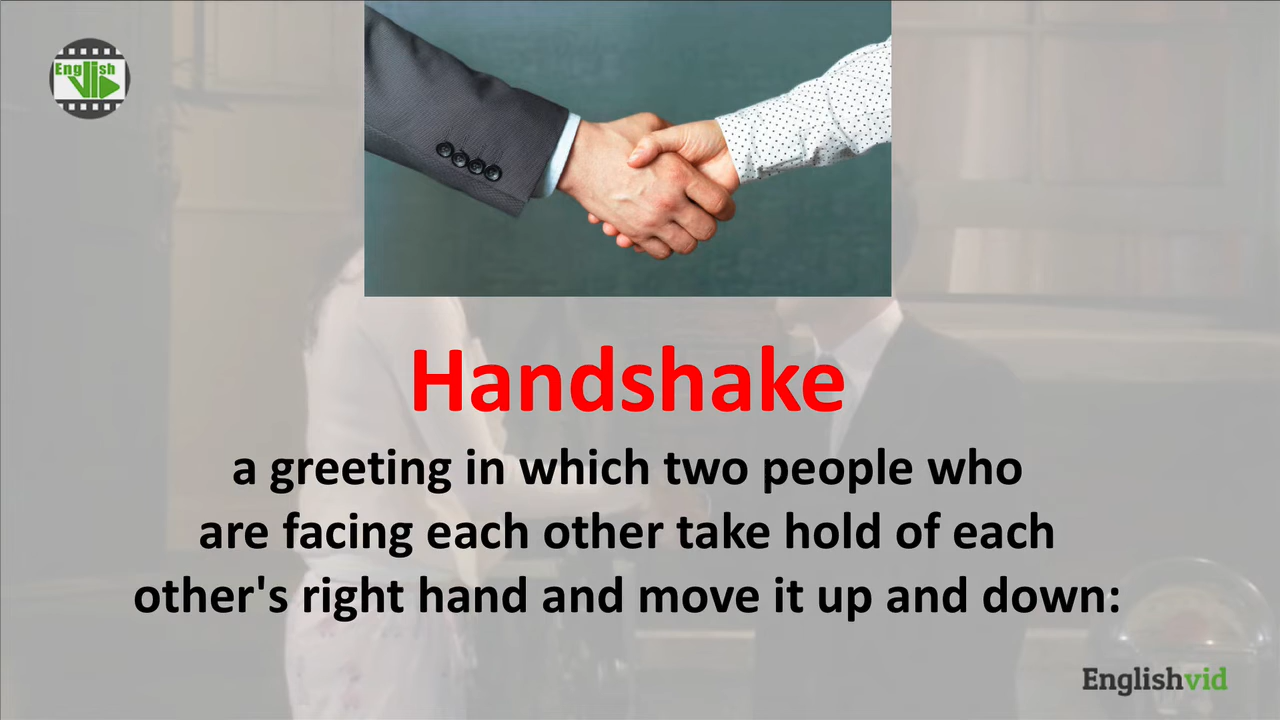 English
VID
Handshake
a greeting in which two people who
are facing each other take hold of each
other's right hand and move it up and down:
Englishvid